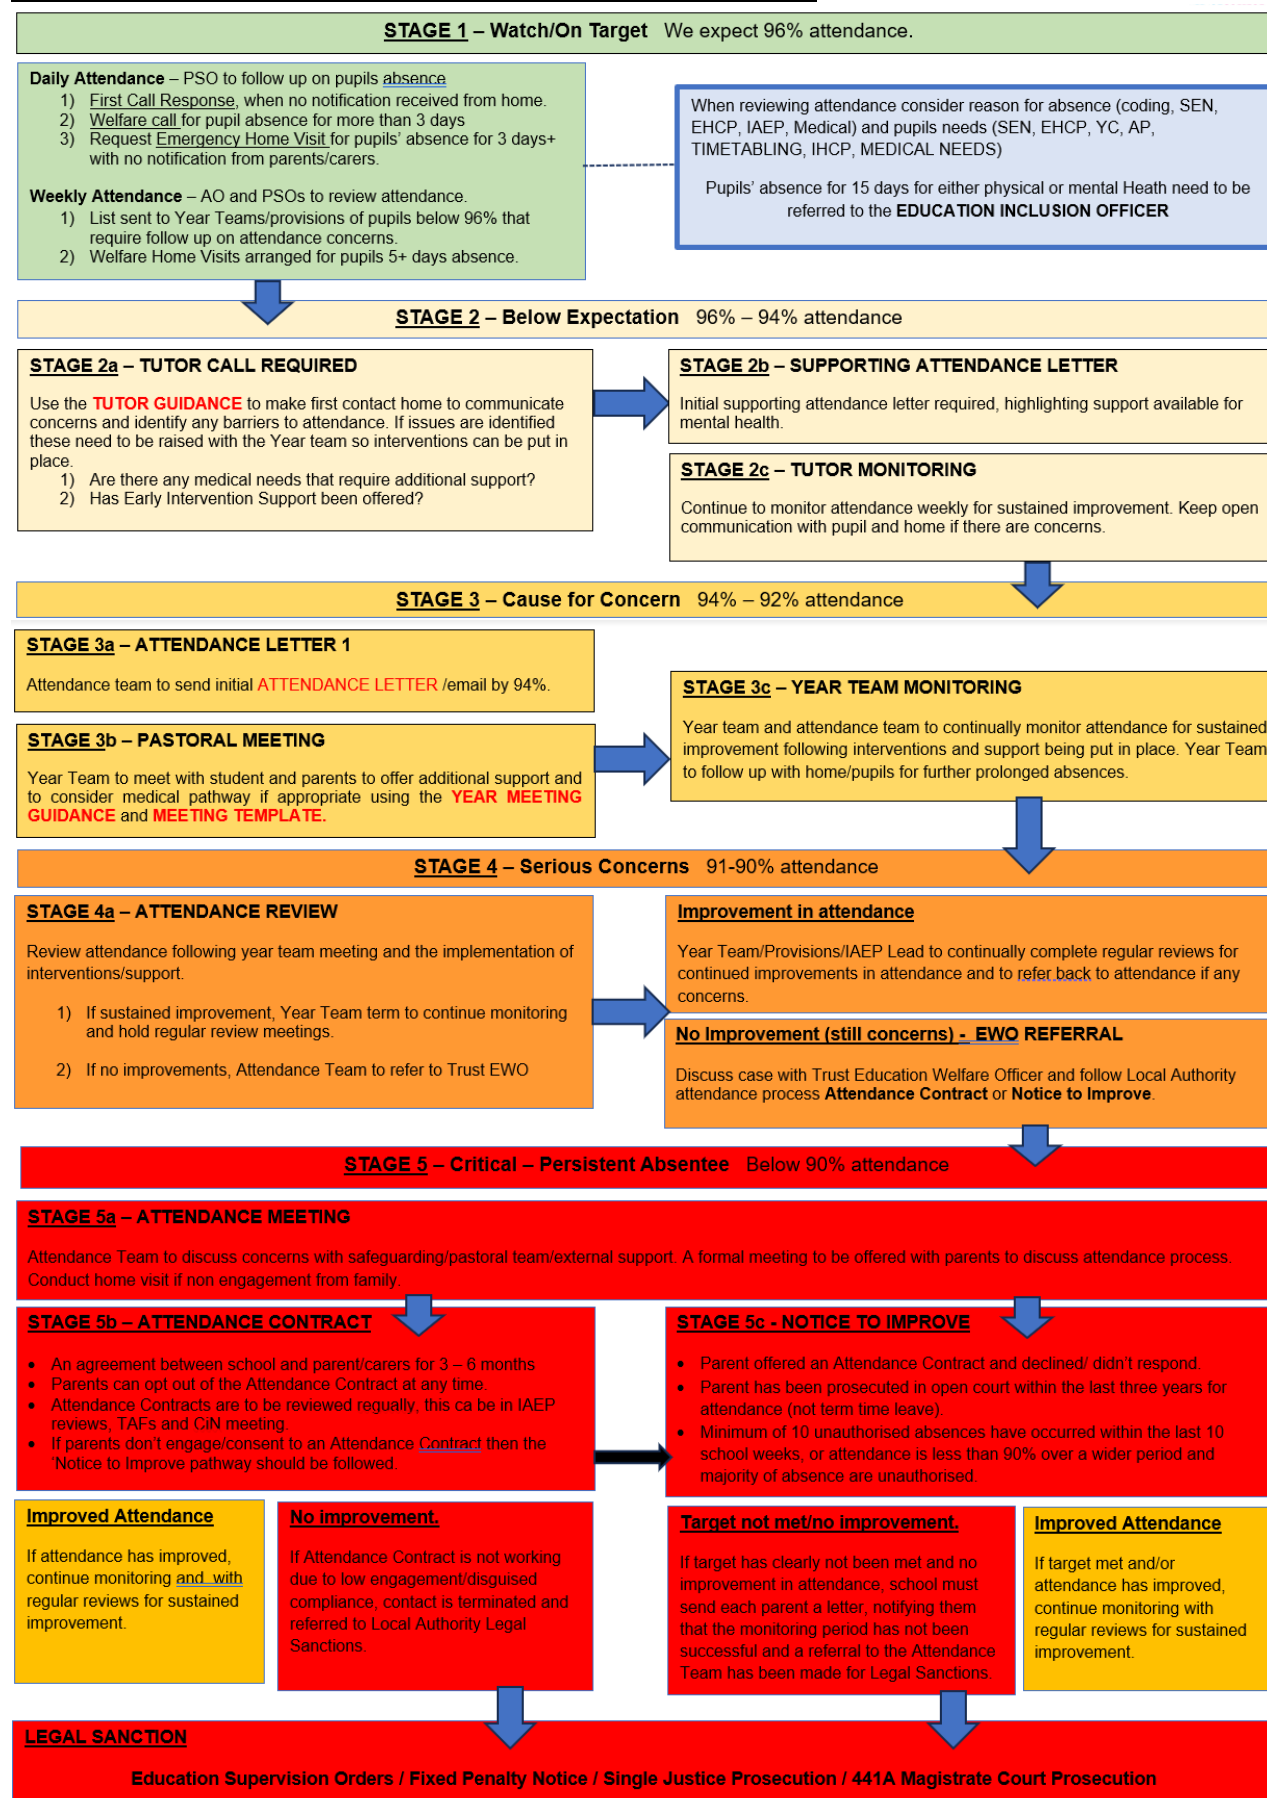 STAGE 1 – Watch/On Target We expect 96% attendance.
Daily Attendance – PSO to follow up on pupils absence
1) First Call Response, when no notification received from home.
2) Welfare call for pupil absence for more than 3 days
3) Request Emergency Home Visit for pupils' absence for 3 days+
with no notification from parents/carers.
Weekly Attendance – AO and PSOs to review attendance.
1) List sent to Year Teams/provisions of pupils below 96% that
require follow up on attendance concerns.
2) Welfare Home Visits arranged for pupils 5+ days absence.
When reviewing attendance consider reason for absence (coding, SEN,
EHCP, IAEP, Medical) and pupils needs (SEN, EHCP, YC, AP,
TIMETABLING, IHCP, MEDICAL NEEDS)
Pupils' absence for 15 days for either physical or mental Heath need to be
referred to the EDUCATION INCLUSION OFFICER
STAGE 2 – Below Expectation 96% – 94% attendance
STAGE 2a – TUTOR CALL REQUIRED
Use the TUTOR GUIDANCE to make first contact home to communicate
concerns and identify any barriers to attendance. If issues are identified
these need to be raised with the Year team so interventions can be put in
place.
1) Are there any medical needs that require additional support?
2) Has Early Intervention Support been offered?
STAGE 2b – SUPPORTING ATTENDANCE LETTER
Initial supporting attendance letter required, highlighting support available for
mental health.
STAGE 2c – TUTOR MONITORING
Continue to monitor attendance weekly for sustained improvement. Keep open
communication with pupil and home if there are concerns.
STAGE 3 – Cause for Concern 94% – 92% attendance
STAGE 3a – ATTENDANCE LETTER 1
Attendance team to send initial ATTENDANCE LETTER /email by 94%.
STAGE 3b – PASTORAL MEETING
Year Team to meet with student and parents to offer additional support and
to consider medical pathway if appropriate using the YEAR MEETING
GUIDANCE and MEETING TEMPLATE.
STAGE 3c – YEAR TEAM MONITORING
Year team and attendance team to continually monitor attendance for sustained
improvement following interventions and support being put in place. Year Team
to follow up with home/pupils for further prolonged absences.
STAGE 4 – Serious Concerns 91-90% attendance
STAGE 4a – ATTENDANCE REVIEW
Review attendance following year team meeting and the implementation of
interventions/support.
1) If sustained improvement, Year Team term to continue monitoring
and hold regular review meetings.
2) If no improvements, Attendance Team to refer to Trust EWO
Improvement in attendance
Year Team/Provisions/IAEP Lead to continually complete regular reviews for
continued improvements in attendance and to refer back to attendance if any
concerns.
No Improvement (still concerns) - EWO REFERRAL
Discuss case with Trust Education Welfare Officer and follow Local Authority
attendance process Attendance Contract or Notice to Improve.
STAGE 5 – Critical – Persistent Absentee Below 90% attendance
STAGE 5a – ATTENDANCE MEETING
Attendance Team to discuss concerns with safeguarding/pastoral team/external support. A formal meeting to be offered with parents to discuss attendance process.
Conduct home visit if non engagement from family.
STAGE 5b – ATTENDANCE CONTRACT
• An agreement between school and parent/carers for 3 – 6 months
• Parents can opt out of the Attendance Contract at any time.
• Attendance Contracts are to be reviewed regually, this ca be in IAEP
reviews, TAFs and CiN meeting.
• If parents don't engage/consent to an Attendance Contract then the
'Notice to Improve pathway should be followed.
STAGE 5c - NOTICE TO IMPROVE
• Parent offered an Attendance Contract and declined/ didn't respond.
• Parent has been prosecuted in open court within the last three years for
attendance (not term time leave).
• Minimum of 10 unauthorised absences have occurred within the last 10
school weeks, or attendance is less than 90% over a wider period and
majority of absence are unauthorised.
Improved Attendance
If attendance has improved,
continue monitoring and with
regular reviews for sustained
improvement.
No improvement.
If Attendance Contract is not working
due to low engagement/disguised
compliance, contact is terminated and
referred to Local Authority Legal
Sanctions.
Target not met/no improvement.
If target has clearly not been met and no
improvement in attendance, school must
send each parent a letter, notifying them
that the monitoring period has not been
successful and a referral to the Attendance
Team has been made for Legal Sanctions.
Improved Attendance
If target met and/or
attendance has improved,
continue monitoring with
regular reviews for sustained
improvement.
LEGAL SANCTION
Education Supervision Orders / Fixed Penalty Notice / Single Justice Prosecution / 441A Magistrate Court Prosecution